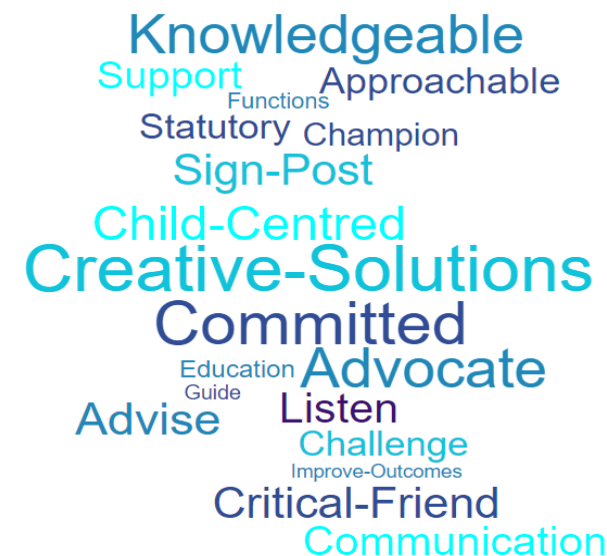 Knowledgeable
Support Approachable
Functions
Statutory Champion
Sign-Post
Child-Centred
Creative-Solutions
Committed
Education Advocate
Guide
Advise Listen
Challenge
Improve-Outcomes
Critical-Friend
Communication